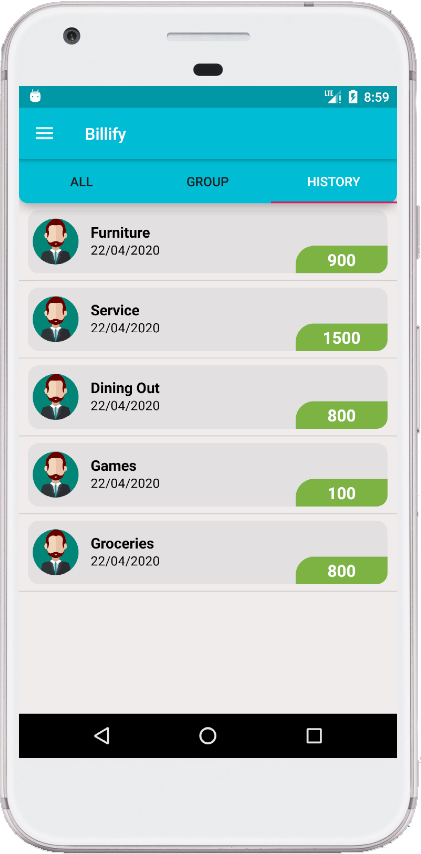 LTE 8:59
Billify
ALL GROUP HISTORY
Furniture
22/04/2020
900
Service
22/04/2020
1500
Dining Out
22/04/2020
800
Games
22/04/2020
100
Groceries
22/04/2020
800